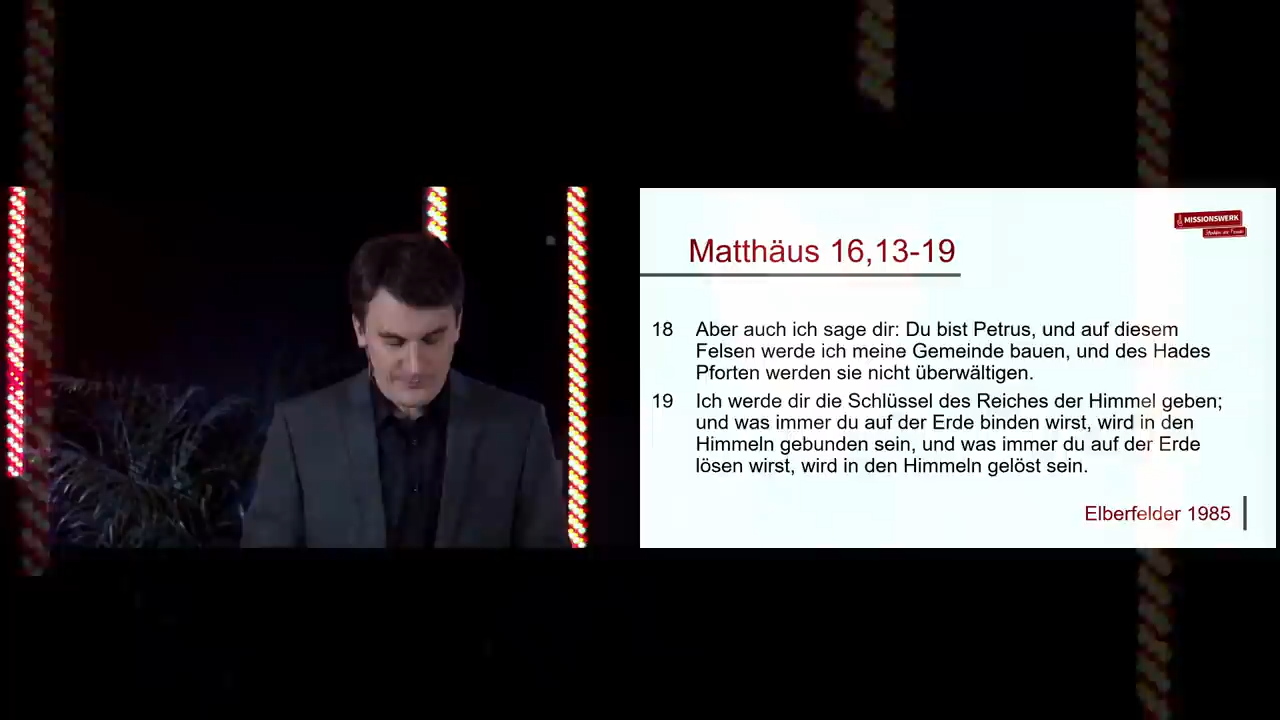 MISSIONSWERK
Matthäus 16,13-19
18 Aber auch ich sage dir: Du bist Petrus, und auf diesem
Felsen werde ich meine Gemeinde bauen, und des Hades
Pforten werden sie nicht überwältigen.
19 Ich werde dir die Schlüssel des Reiches der Himmel geben;
und was immer du auf der Erde binden wirst, wird in den
Himmeln gebunden sein, und was immer du auf der Erde
lösen wirst, wird in den Himmeln gelöst sein.
Elberfelder 1985